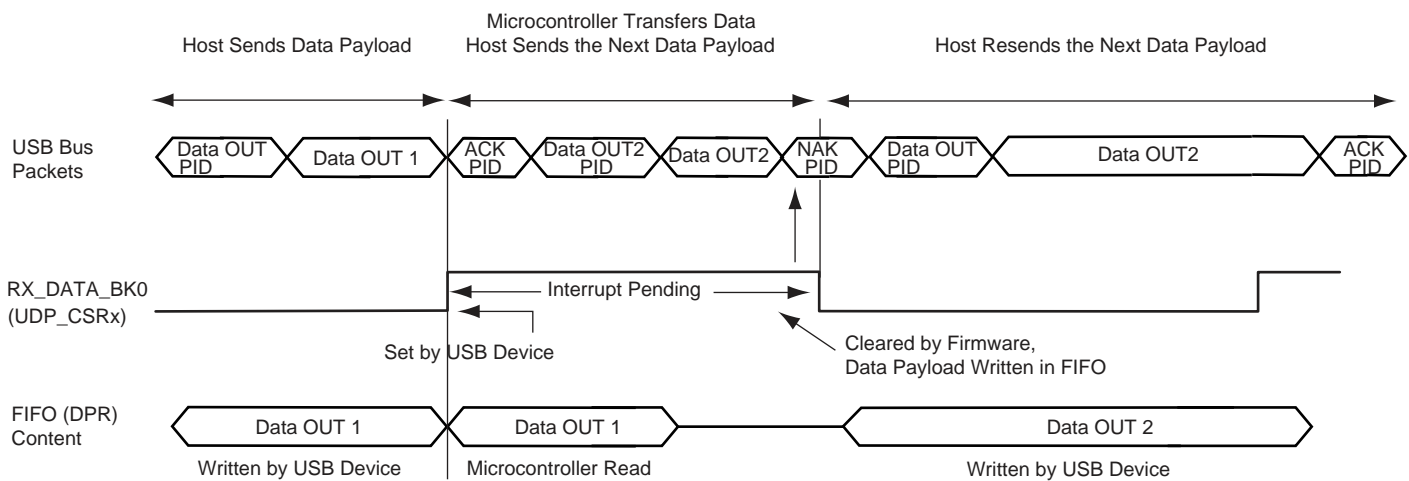 Microcontroller Transfers Data
Host Sends Data Payload
Host Sends the Next Data Payload
Host Resends the Next Data Payload
USB Bus
Packets
Data OUT
PID
Data OUT 1
ACK
PID
Data OUT2
PID
Data OUT2
NAK
PID
Data OUT
PID
Data OUT2
ACK
PID
RX_DATA_BK0
(UDP_CSRx)
Interrupt Pending
Set by USB Device
Cleared by Firmware,
Data Payload Written in FIFO
FIFO (DPR)
Content
Data OUT 1
Data OUT 1
Data OUT 2
Written by USB Device
Microcontroller Read
Written by USB Device